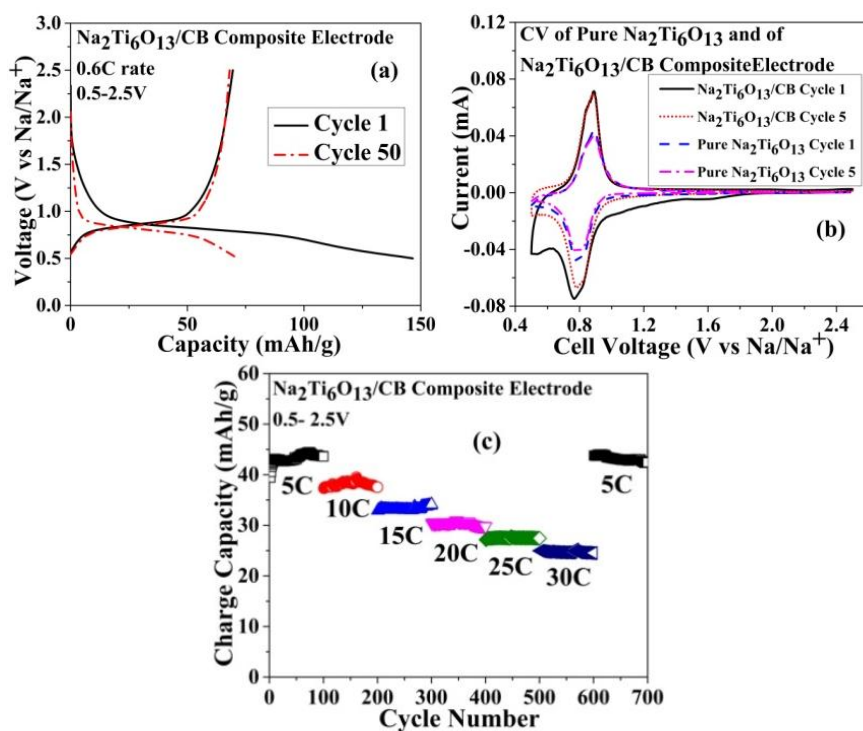 Na₂Ti₆O₁₃/CB Composite Electrode
0.6C rate
0.5-2.5V
(a)
Cycle 1
Cycle 50
3.0
2.5
2.0
1.5
1.0
0.5
0.0
0
50
100
150
Voltage (V vs Na/Na⁺)
Capacity (mAh/g)
CV of Pure Na₂Ti₆O₁₃ and of
Na₂Ti₆O₁₃/CB CompositeElectrode
Na₂Ti₆O₁₃/CB Cycle 1
Na₂Ti₆O₁₃/CB Cycle 5
Pure Na₂Ti₆O₁₃ Cycle 1
Pure Na₂Ti₆O₁₃ Cycle 5
(b)
0.12
0.08
0.04
0.00
-0.04
-0.08
0.4
0.8
1.2
1.6
2.0
2.4
Current (mA)
Cell Voltage (V vs Na/Na⁺)
Na₂Ti₆O₁₃/CB Composite Electrode
0.5- 2.5V
(c)
5C
10C
15C
20C
25C
30C
5C
60
50
40
30
20
10
0
0
100
200
300
400
500
600
700
Charge Capacity (mAh/g)
Cycle Number